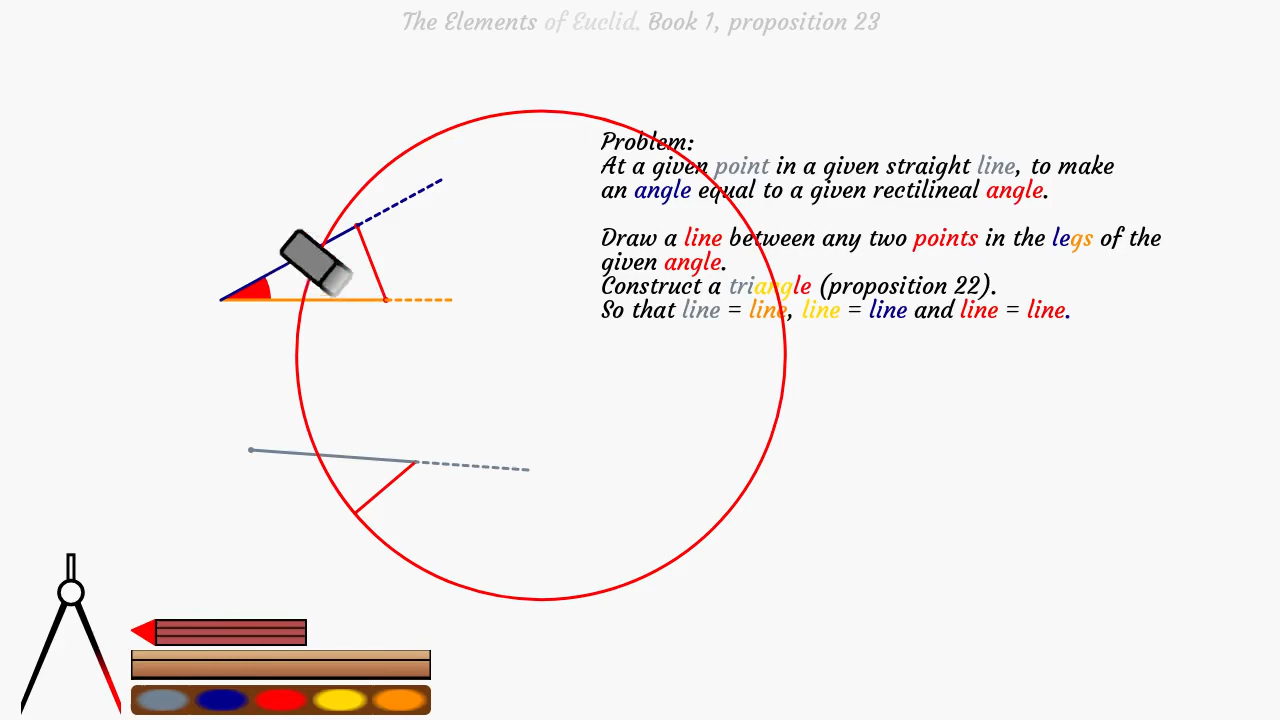 The Elements of Euclid. Book 1, proposition 23
Problem:
At a given point in a given straight line, to make
an angle equal to a given rectilineal angle.
Draw a line between any two points in the legs of the
given angle.
Construct a triangle (proposition 22).
So that line = line, line = line and line = line.